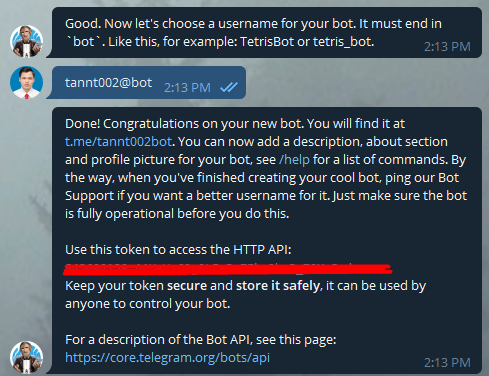 Good. Now let's choose a username for your bot. It must end in
`bot`. Like this, for example: TetrisBot or tetris_bot.
2:13 PM
tannt002@bot 2:13 PM
Done! Congratulations on your new bot. You will find it at
t.me/tannt002bot. You can now add a description, about section
and profile picture for your bot, see /help for a list of commands. By
the way, when you've finished creating your cool bot, ping our Bot
Support if you want a better username for it. Just make sure the bot
is fully operational before you do this.
Use this token to access the HTTP API:
Keep your token secure and store it safely, it can be used by
anyone to control your bot.
For a description of the Bot API, see this page:
https://core.telegram.org/bots/api
2:13 PM